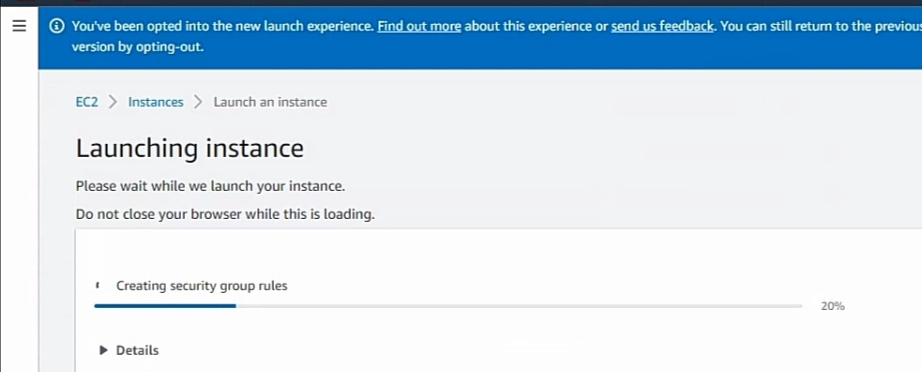 You've been opted into the new launch experience. Find out more about this experience or send us feedback. You can still return to the previous
version by opting-out.
EC2 > Instances > Launch an instance
Launching instance
Please wait while we launch your instance.
Do not close your browser while this is loading.
Creating security group rules
20%
Details